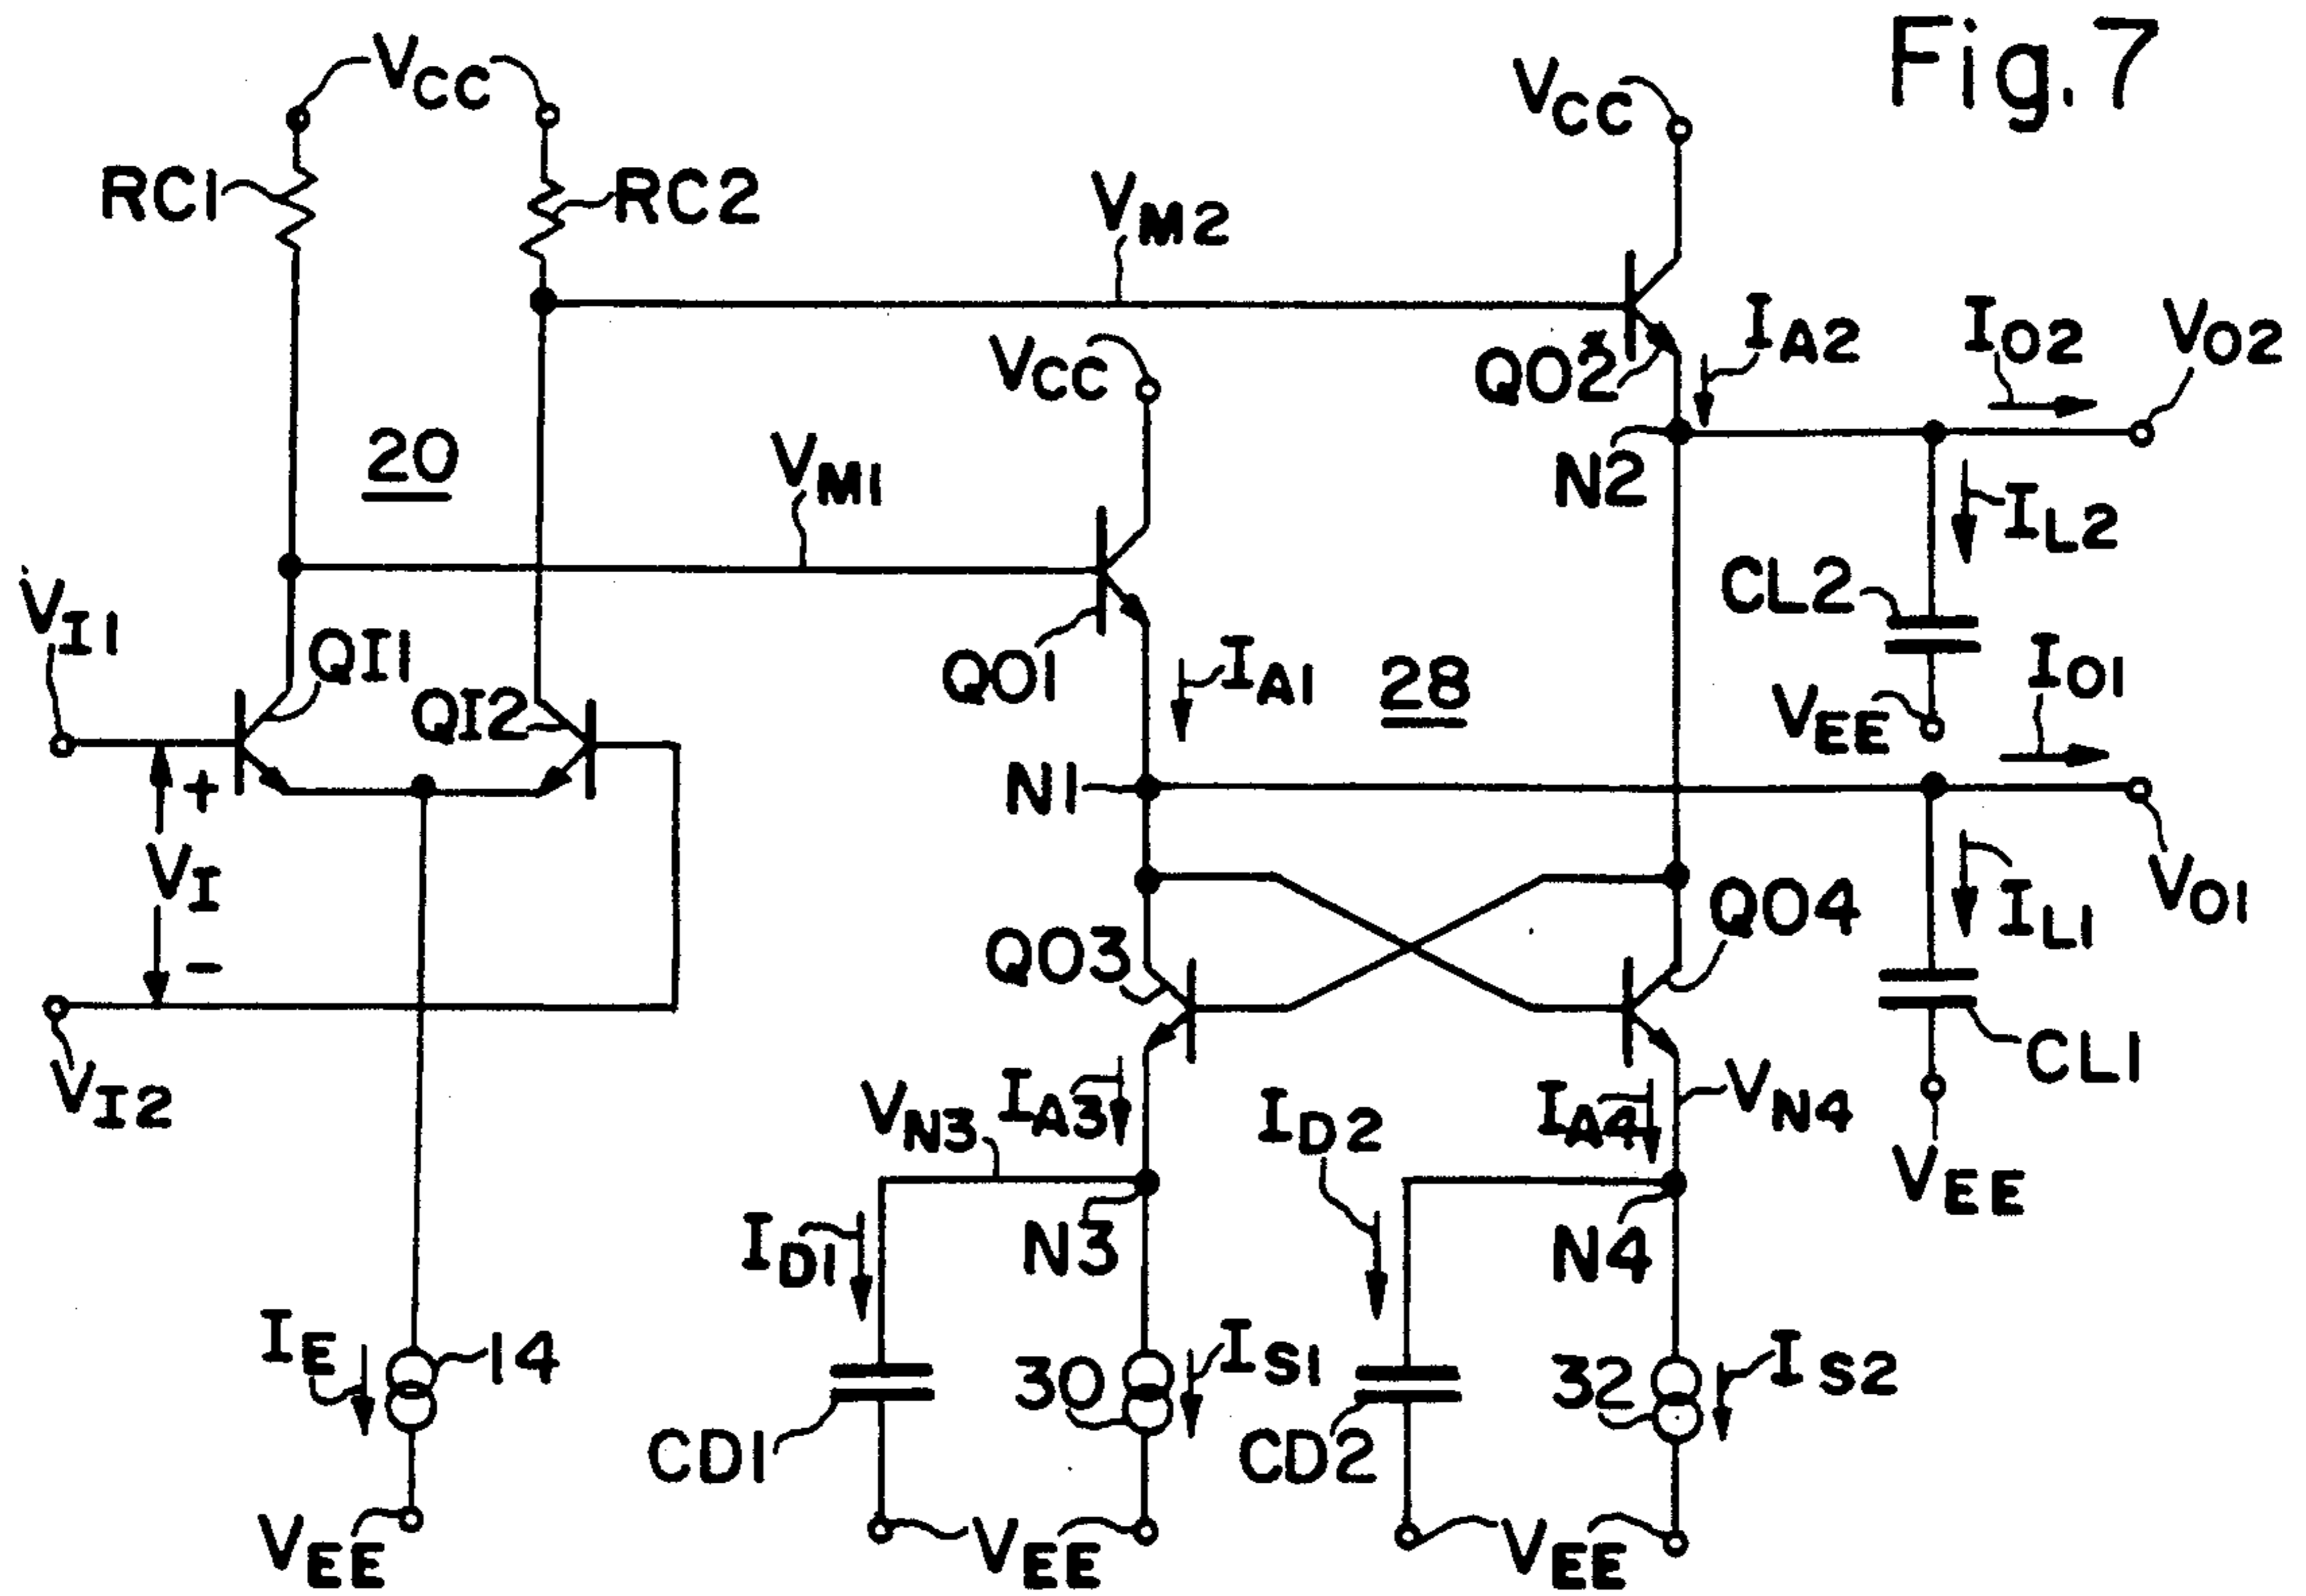 Fig. 7
VCC
VCC
RC1
RC2
VM2
IA2
IO2
VO2
VCC
QO2
20
VM1
N2
IL2
CL2
VI1
QI1
QI2
QO1
IA1
28
IO1
VEE
+
N1
VI
IL1
VO1
-
QO3
QO4
CL1
VI2
VN3
IA3
ID2
IA4
VN4
VEE
ID1
N3
N4
IE
14
30
IS1
32
IS2
CD1
CD2
VEE
VEE
VEE